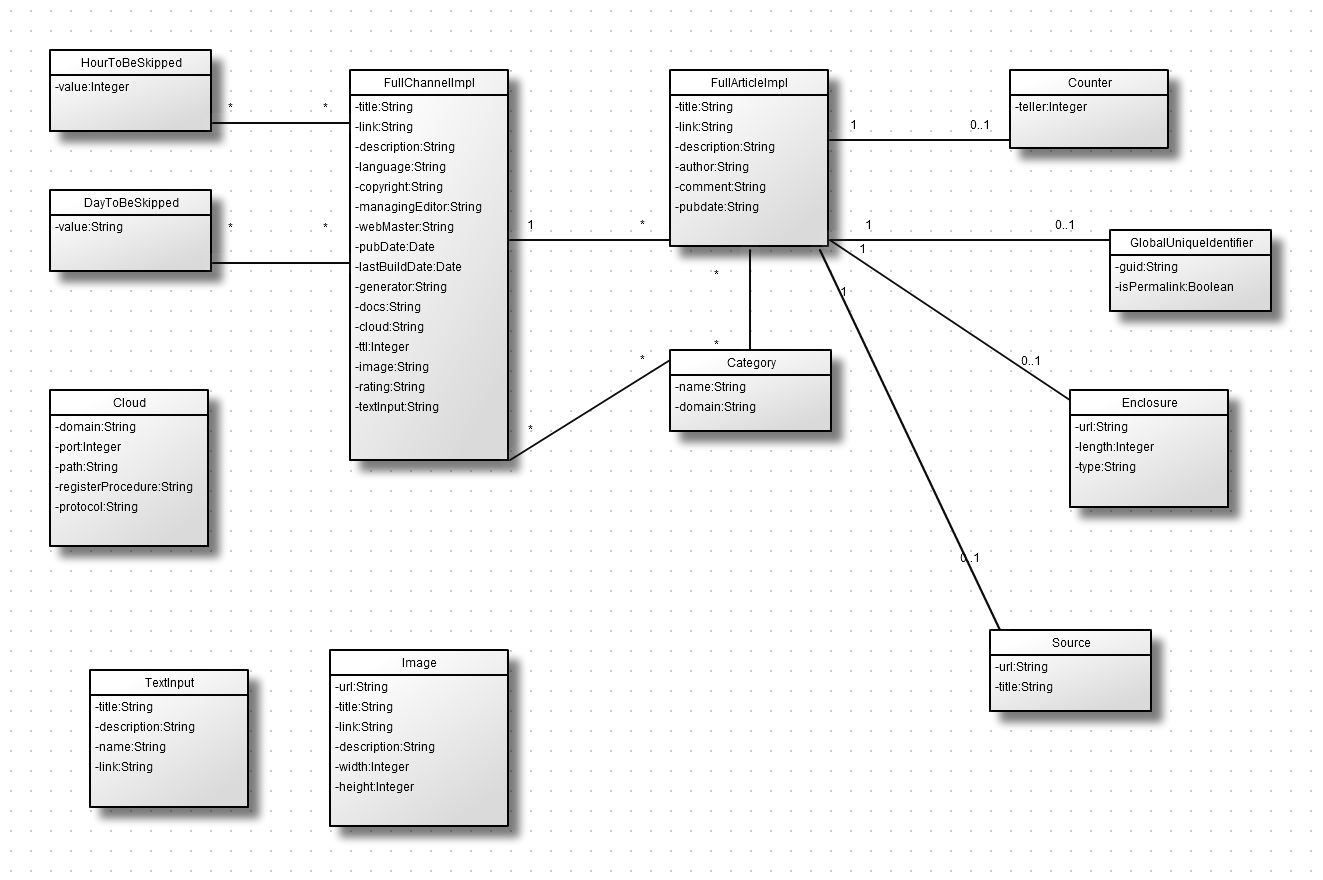 HourToBeSkipped
-value:Integer
*
*
DayToBeSkipped
-value:String
*
*
FullChannelImpl
-title:String
-link:String
-description:String
-language:String
-copyright:String
-managingEditor:String
-webMaster:String
-pubDate:Date
-lastBuildDate:Date
-generator:String
-docs:String
-cloud:String
-ttl:Integer
-image:String
-rating:String
-textInput:String
1
*
*
*
FullArticleImpl
-title:String
-link:String
-description:String
-author:String
-comment:String
-pubdate:String
*
*
Category
-name:String
-domain:String
1
0..1
Counter
-teller:Integer
1
0..1
GlobalUniqueIdentifier
-guid:String
-isPermalink:Boolean
1
0..1
Enclosure
-url:String
-length:Integer
-type:String
1
0..1
Source
-url:String
-title:String
Cloud
-domain:String
-port:Integer
-path:String
-registerProcedure:String
-protocol:String
TextInput
-title:String
-description:String
-name:String
-link:String
Image
-url:String
-title:String
-link:String
-description:String
-width:Integer
-height:Integer